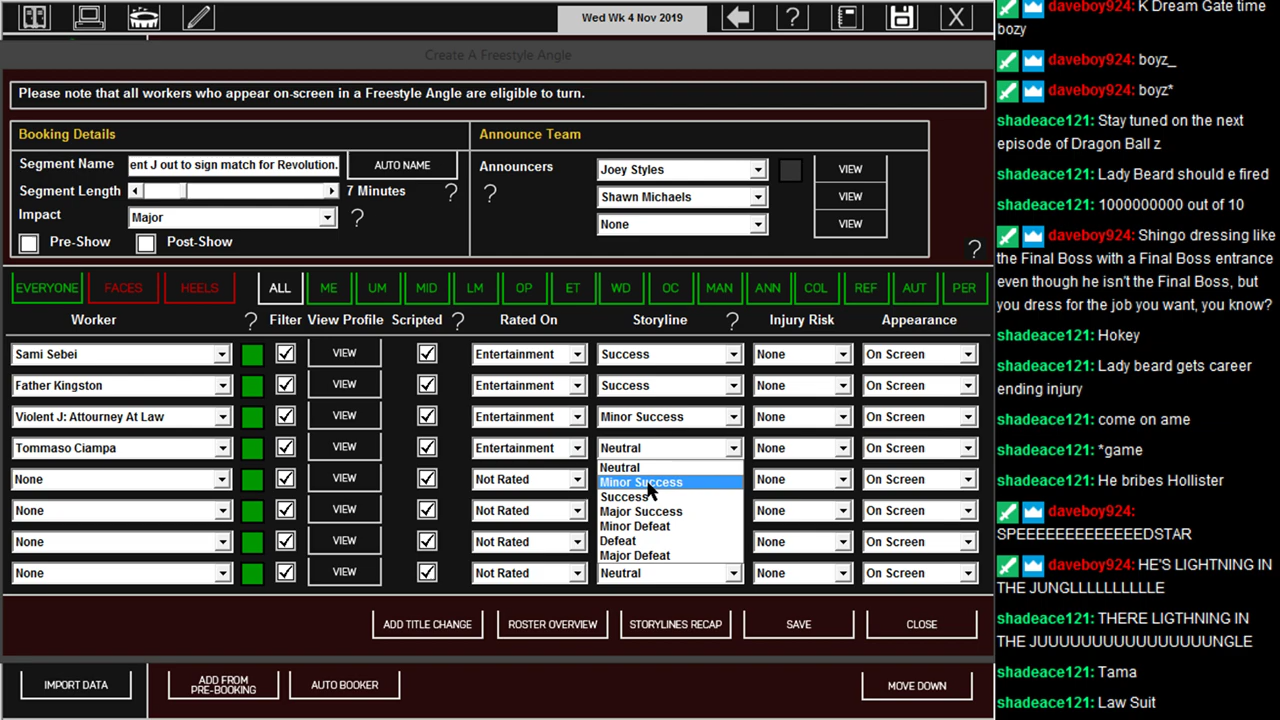 Wed Wk 4 Nov 2019
Create A Freestyle Angle
Please note that all workers who appear on-screen in a Freestyle Angle are eligible to turn.
Booking Details
Segment Name
ent J out to sign match for Revolution.
AUTO NAME
Segment Length
7 Minutes
?
Impact
Major
?
Pre-Show
Post-Show
Announce Team
Announcers
?
Joey Styles
VIEW
Shawn Michaels
VIEW
None
VIEW
?
EVERYONE FACES HEELS ALL ME UM MID LM OP ET WD OC MAN ANN COL REF AUT PER
Worker ? Filter View Profile Scripted ? Rated On Storyline ? Injury Risk Appearance
Sami Sebei VIEW Entertainment Success None On Screen
Father Kingston VIEW Entertainment Success None On Screen
Violent J: Attourney At Law VIEW Entertainment Minor Success None On Screen
Tommaso Ciampa VIEW Entertainment Neutral None On Screen
None VIEW Not Rated None On Screen
None VIEW Not Rated None On Screen
None VIEW Not Rated None On Screen
None VIEW Not Rated Neutral None On Screen
Neutral
Minor Success
Success
Major Success
Minor Defeat
Defeat
Major Defeat
ADD TITLE CHANGE ROSTER OVERVIEW STORYLINES RECAP SAVE CLOSE
IMPORT DATA
ADD FROM
PRE-BOOKING
AUTO BOOKER
MOVE DOWN
daveboy924: K Dream Gate time
bozy
daveboy924: boyz_
daveboy924: boyz*
shadeace121: Stay tuned on the next
episode of Dragon Ball z
shadeace121: Lady Beard should e fired
shadeace121: 1000000000 out of 10
daveboy924: Shingo dressing like
the Final Boss with a Final Boss entrance
even though he isn't the Final Boss, but
you dress for the job you want, you know?
shadeace121: Hokey
shadeace121: Lady beard gets career
ending injury
shadeace121: come on ame
shadeace121: *game
shadeace121: He bribes Hollister
daveboy924:
SPEEEEEEEEEEEEEDSTAR
daveboy924: HE'S LIGHTNING IN
THE JUNGLLLLLLLLLLE
shadeace121: THERE LIGTHNING IN
THE JUUUUUUUUUUUUUUUUNGLE
shadeace121: Tama
shadeace121: Law Suit